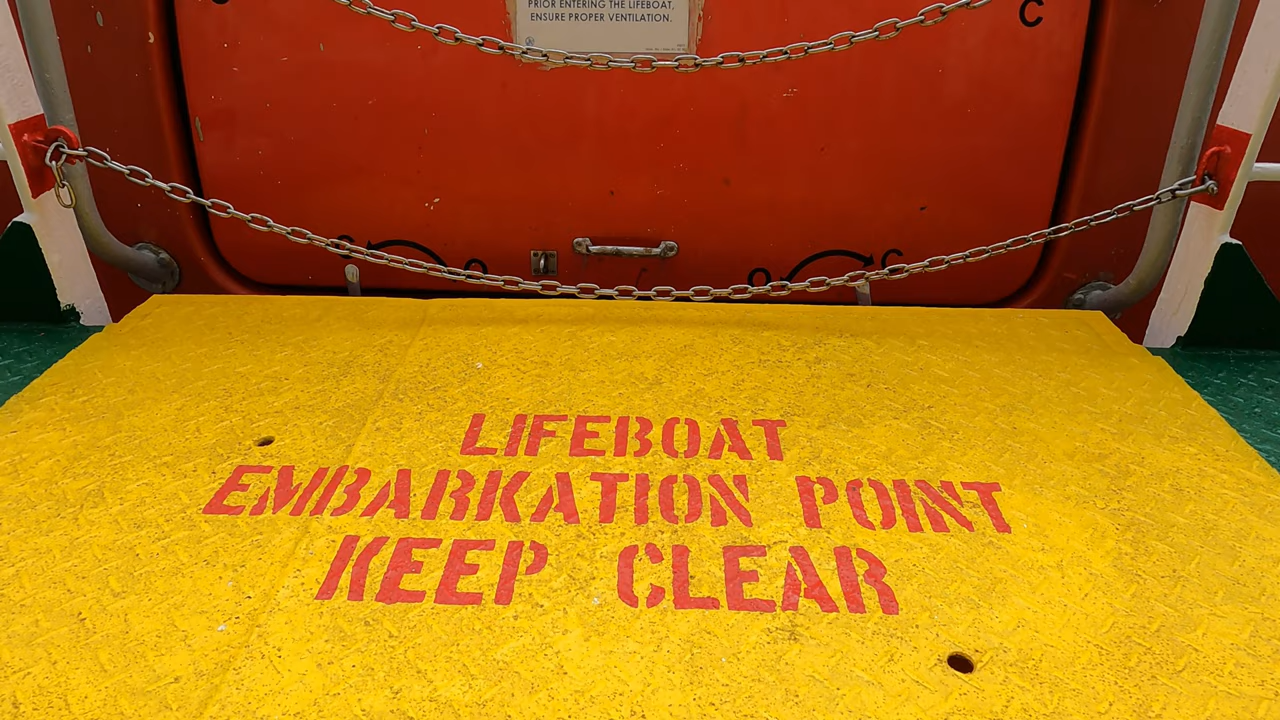 PRIOR ENTERING THE LIFEBOAT,
ENSURE PROPER VENTILATION.
C
O C
LIFEBOAT
EMBARKATION POINT
KEEP CLEAR